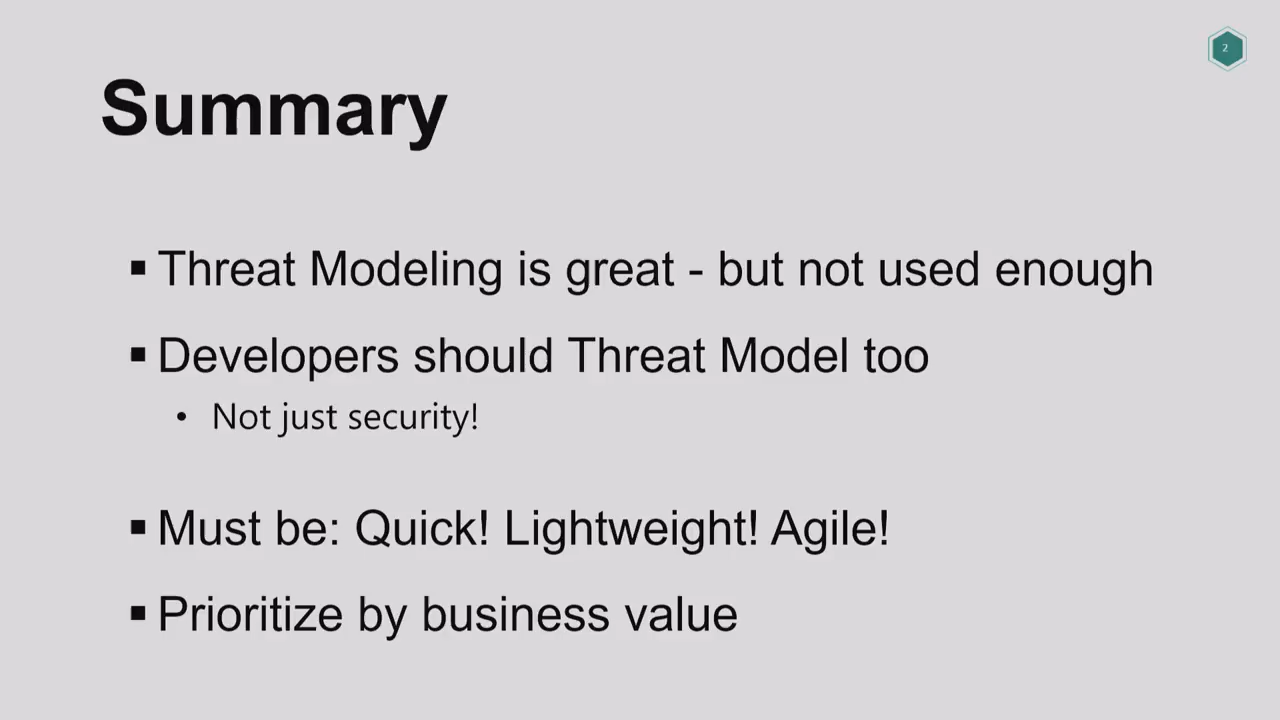 2
Summary
▪ Threat Modeling is great - but not used enough
▪ Developers should Threat Model too
• Not just security!
▪ Must be: Quick! Lightweight! Agile!
▪ Prioritize by business value